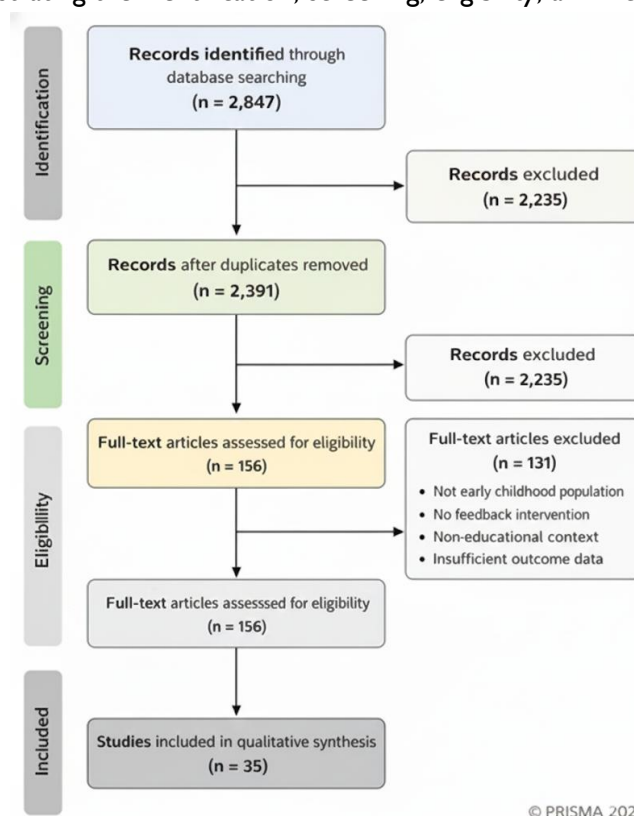 Identification
Records identified through
database searching
(n = 2,847)
Records excluded
(n = 2,235)
Screening
Records after duplicates removed
(n = 2,391)
Records excluded
(n = 2,235)
Eligibility
Full-text articles assessed for eligibility
(n = 156)
Full-text articles excluded
(n = 131)
• Not early childhood population
• No feedback intervention
• Non-educational context
• Insufficient outcome data
Full-text articles assesssed for eligibility
(n = 156)
Included
Studies included in qualitative synthesis
(n = 35)
© PRISMA 202